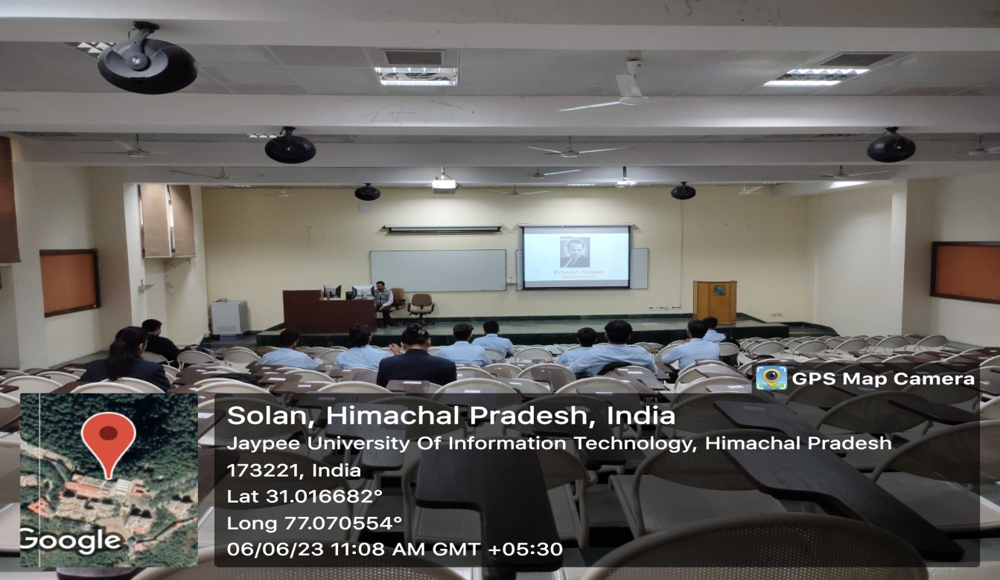 Richard P. Feynman
GPS Map Camera
Solan, Himachal Pradesh, India
Jaypee University Of Information Technology, Himachal Pradesh
173221, India
Lat 31.016682°
Long 77.070554°
06/06/23 11:08 AM GMT +05:30
Google